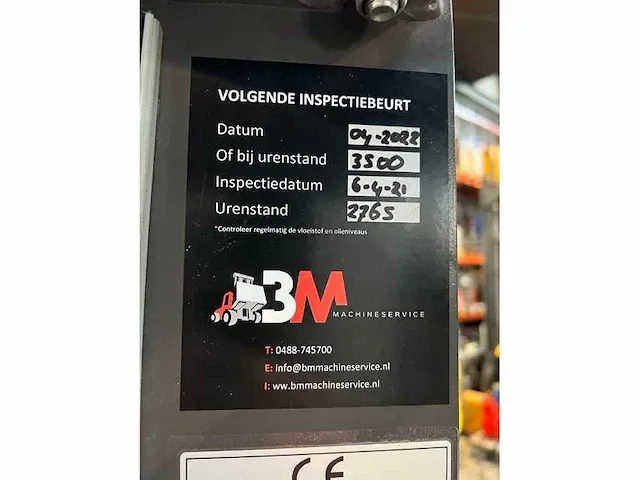 VOLGENDE INSPECTIEBEURT
Datum 04-2022
Of bij urenstand 3500
Inspectiedatum 6-4-21
Urenstand 2765
*Controleer regelmatig de vloeistof en olieniveaus
BM
MACHINESERVICE
T: 0488-745700
E: info@bmmachineservice.nl
I: ww.bmmachineservice.nl
CE